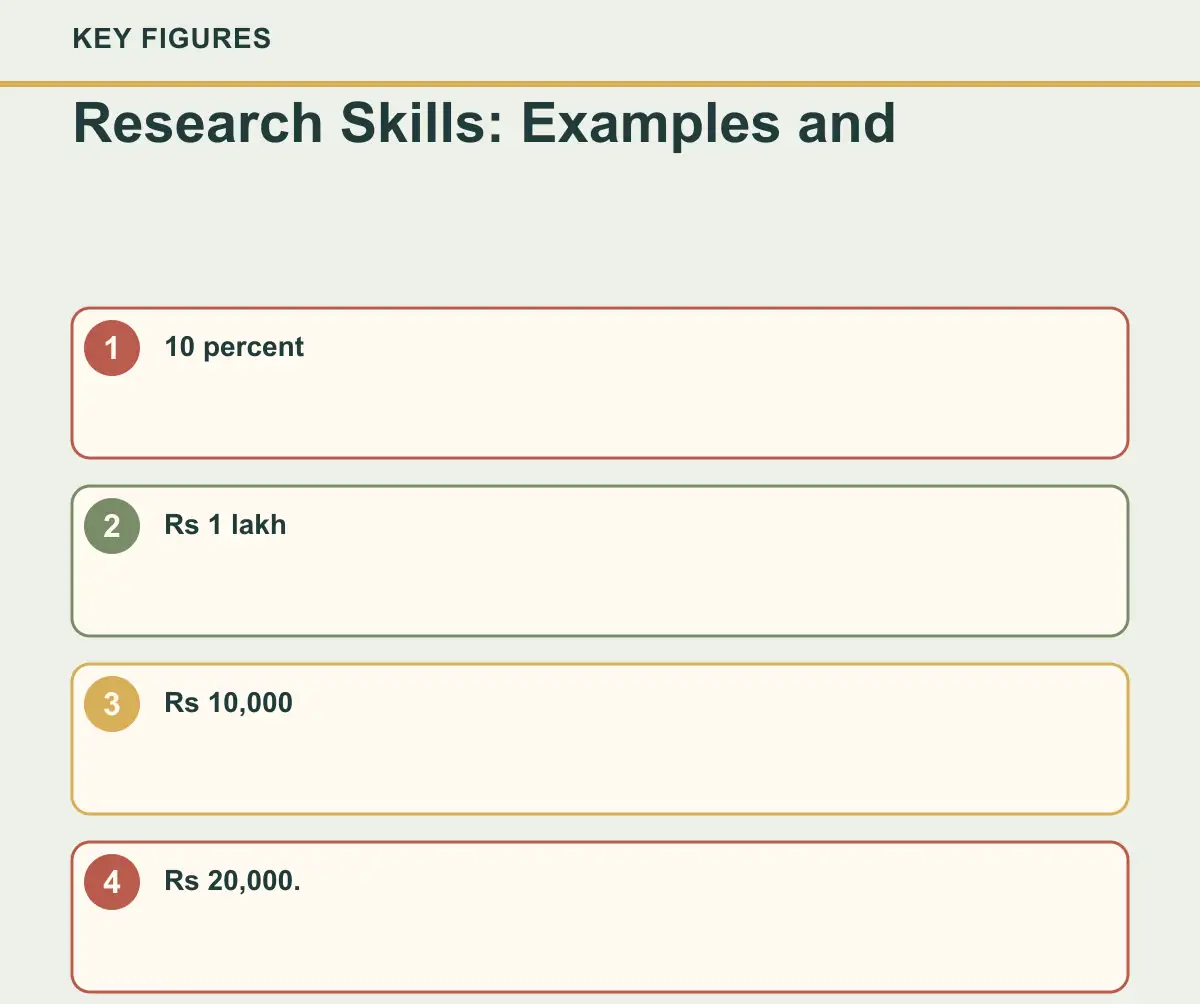 KEY FIGURES
Research Skills: Examples and
1 10 percent
2 Rs 1 lakh
3 Rs 10,000
4 Rs 20,000.